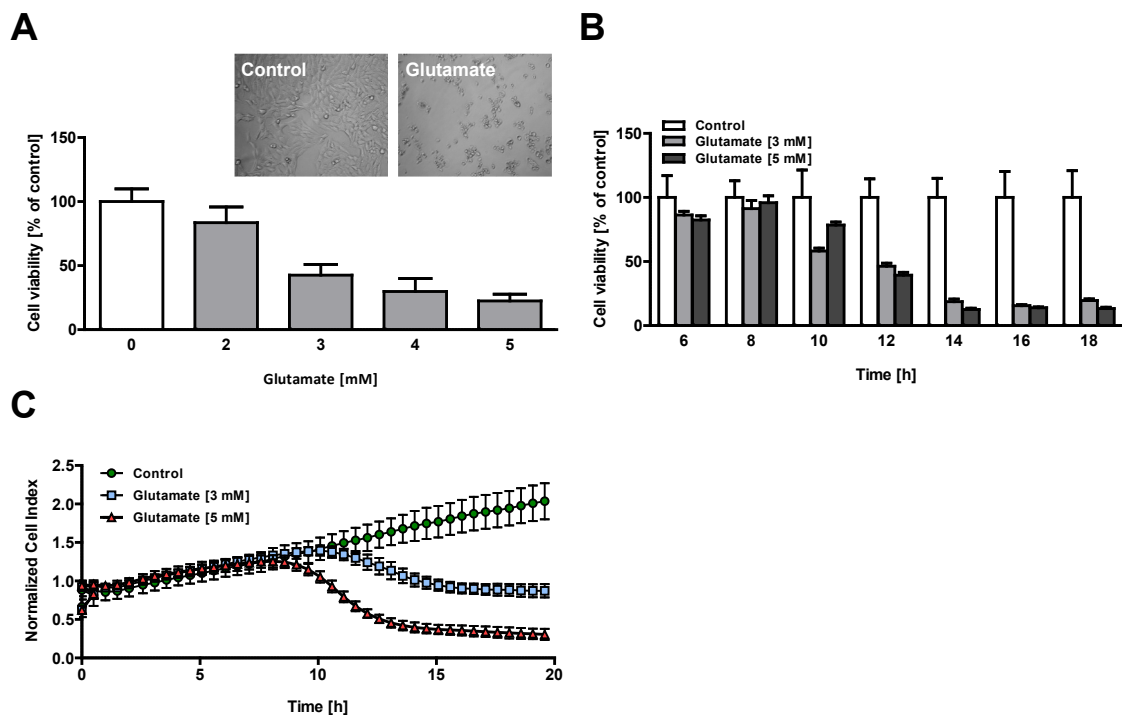 A
Control
Glutamate
Cell viability [% of control]
150
100
50
0
0 2 3 4 5
Glutamate [mM]
B
Cell viability [% of control]
Control
Glutamate [3 mM]
Glutamate [5 mM]
150
100
50
0
6 8 10 12 14 16 18
Time [h]
C
Normalized Cell Index
Control
Glutamate [3 mM]
Glutamate [5 mM]
2.5
2.0
1.5
1.0
0.5
0.0
0 5 10 15 20
Time [h]